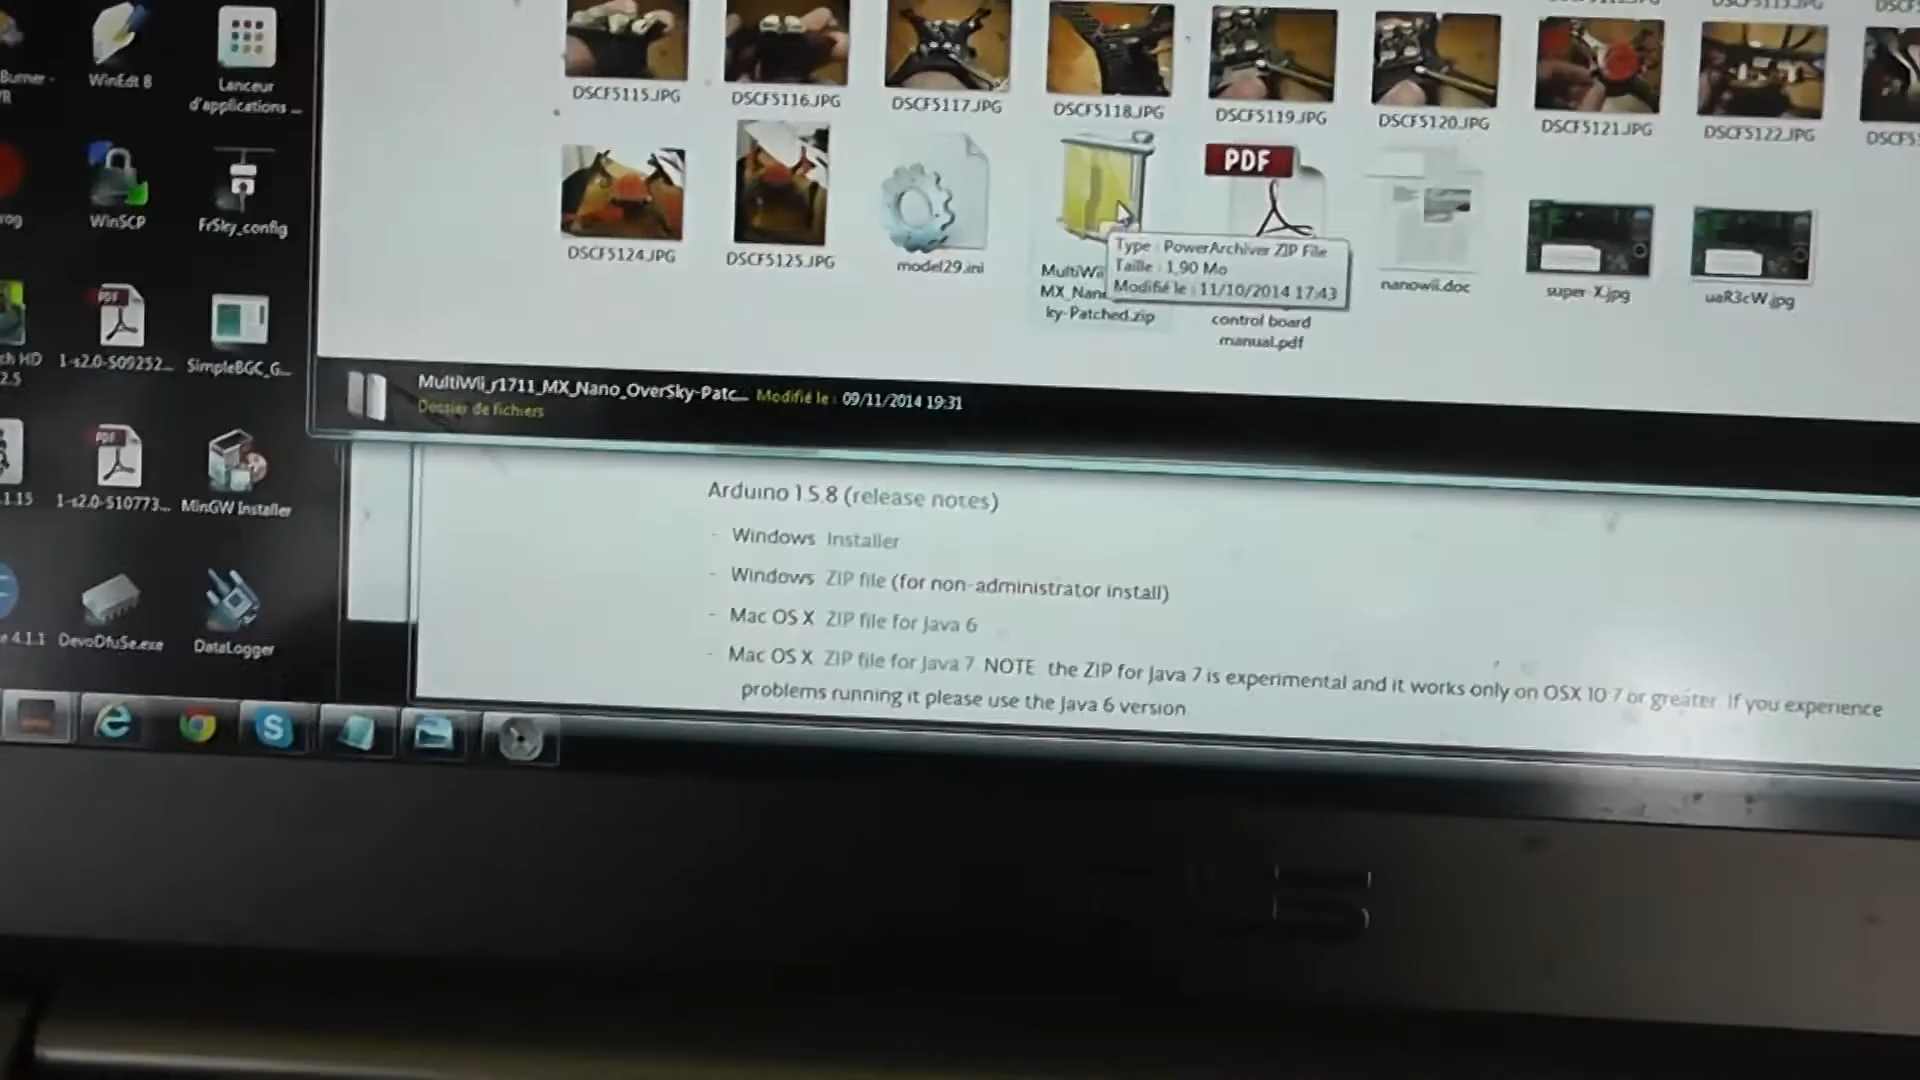 WinEdt 8
Lanceur
d'applications ...
WinSCP
FrSky_config
1-s2.0-S09252...
SimpleBGC_G...
1-s2.0-S10773...
MinGW Installer
DevoDfuSe.exe
DataLogger
DSCF5115.JPG
DSCF5116.JPG
DSCF5117.JPG
DSCF5118.JPG
DSCF5119.JPG
DSCF5120.JPG
DSCF5121.JPG
DSCF5122.JPG
DSCF5124.JPG
DSCF5125.JPG
model29.ini
MultiWii
MX_Nan
ky-Patched.zip
PDF
control board
manual.pdf
nanowii.doc
super-X.jpg
uaR3cW.jpg
Type : PowerArchiver ZIP File
Taille : 1,90 Mo
Modifié le : 11/10/2014 17:43
MultiWii_r1711_MX_Nano_OverSky-Patc... Modifié le : 09/11/2014 19:31
Dossier de fichiers
Arduino 1.5.8 (release notes)
- Windows Installer
- Windows ZIP file (for non-administrator install)
- Mac OS X ZIP file for Java 6
- Mac OS X ZIP file for Java 7 NOTE the ZIP for Java 7 is experimental and it works only on OSX 10.7 or greater. If you experience
problems running it please use the Java 6 version.